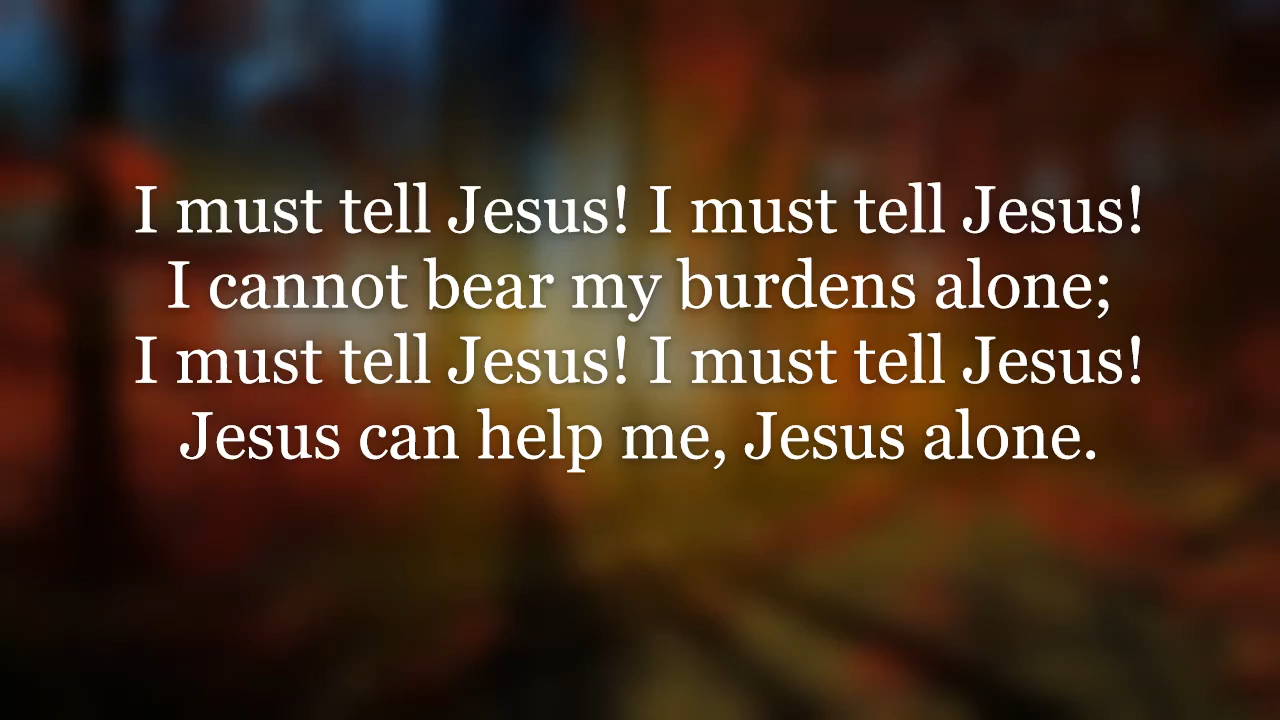 I must tell Jesus! I must tell Jesus!
I cannot bear my burdens alone;
I must tell Jesus! I must tell Jesus!
Jesus can help me, Jesus alone.